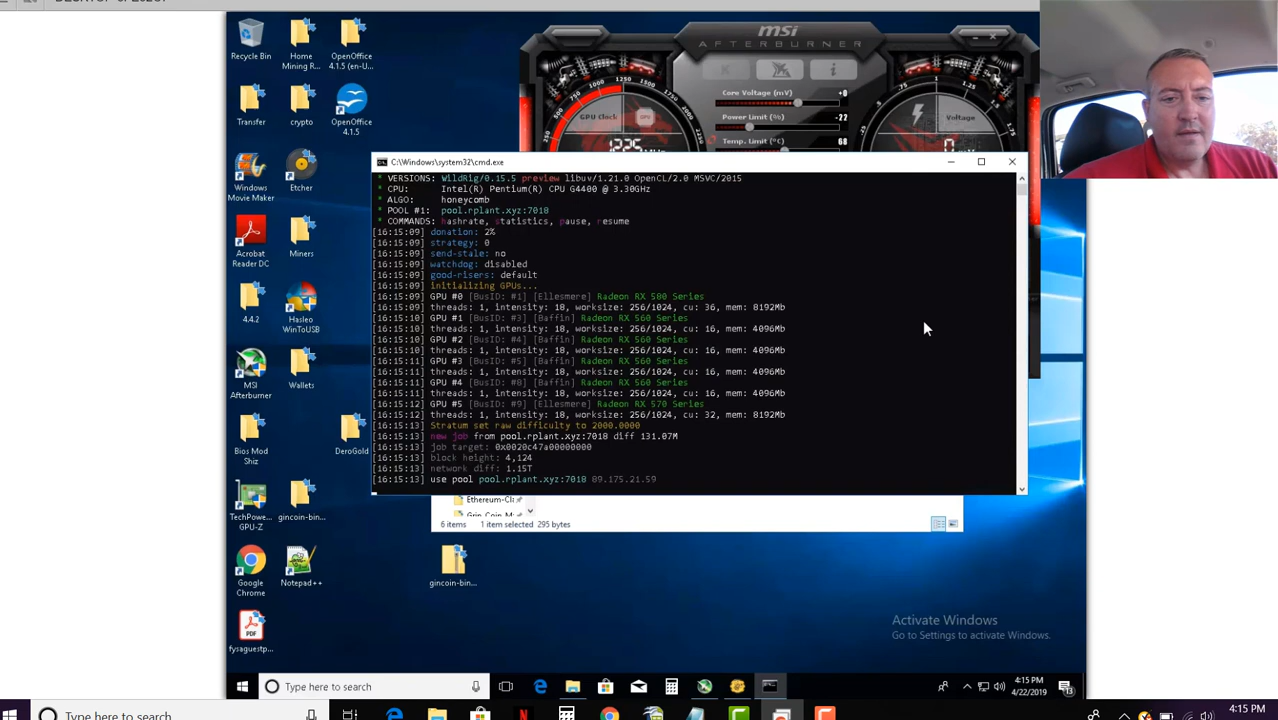 Recycle Bin
Home
Mining R...
OpenOffice
4.1.5 (en-U...
Transfer
crypto
OpenOffice
4.1.5
Windows
Movie Maker
Etcher
Acrobat
Reader DC
Miners
4.4.2
Hasleo
WinToUSB
MSI
Afterburner
Wallets
Bios Mod
Shiz
DeroGold
TechPowe...
GPU-Z
gincoin-bin...
Google
Chrome
Notepad++
PDF
fysaguestp...
gincoin-bin...
msi
AFTERBURNER
Core Voltage (mV)
+0
Power Limit (%)
-22
Temp. Limit (°C)
68
GPU Clock
Voltage
C:\Windows\system32\cmd.exe
* VERSIONS: WildRig/0.15.5 preview libuv/1.21.0 OpenCL/2.0 MSVC/2015
* CPU: Intel(R) Pentium(R) CPU G4400 @ 3.30GHz
* ALGO: honeycomb
* POOL #1: pool.rplant.xyz:7018
* COMMANDS: hashrate, statistics, pause, resume
[16:15:09] donation: 2%
[16:15:09] strategy: 0
[16:15:09] send-stale: no
[16:15:09] watchdog: disabled
[16:15:09] good-risers: default
[16:15:09] initializing GPUs...
[16:15:09] GPU #0 [BusID: #1] [Ellesmere] Radeon RX 580 Series
[16:15:09] threads: 1, intensity: 18, worksize: 256/1024, cu: 36, mem: 8192Mb
[16:15:10] GPU #1 [BusID: #3] [Baffin] Radeon RX 560 Series
[16:15:10] threads: 1, intensity: 18, worksize: 256/1024, cu: 16, mem: 4096Mb
[16:15:10] GPU #2 [BusID: #4] [Baffin] Radeon RX 560 Series
[16:15:10] threads: 1, intensity: 18, worksize: 256/1024, cu: 16, mem: 4096Mb
[16:15:11] GPU #3 [BusID: #5] [Baffin] Radeon RX 560 Series
[16:15:11] threads: 1, intensity: 18, worksize: 256/1024, cu: 16, mem: 4096Mb
[16:15:11] GPU #4 [BusID: #8] [Baffin] Radeon RX 560 Series
[16:15:11] threads: 1, intensity: 18, worksize: 256/1024, cu: 16, mem: 4096Mb
[16:15:12] GPU #5 [BusID: #9] [Ellesmere] Radeon RX 570 Series
[16:15:12] threads: 1, intensity: 18, worksize: 256/1024, cu: 32, mem: 8192Mb
[16:15:13] Stratum set raw difficulty to 2000.0000
[16:15:13] new job from pool.rplant.xyz:7018 diff 131.07M
[16:15:13] job target: 0x0020c47a00000000
[16:15:13] block height: 4,124
[16:15:13] network diff: 1.15T
[16:15:13] use pool pool.rplant.xyz:7018 89.175.21.59
Ethereum-Cl
6 items 1 item selected 295 bytes
Activate Windows
Go to Settings to activate Windows.
Type here to search
4:15 PM
4/22/2019
13
Type here to search
4:15 PM